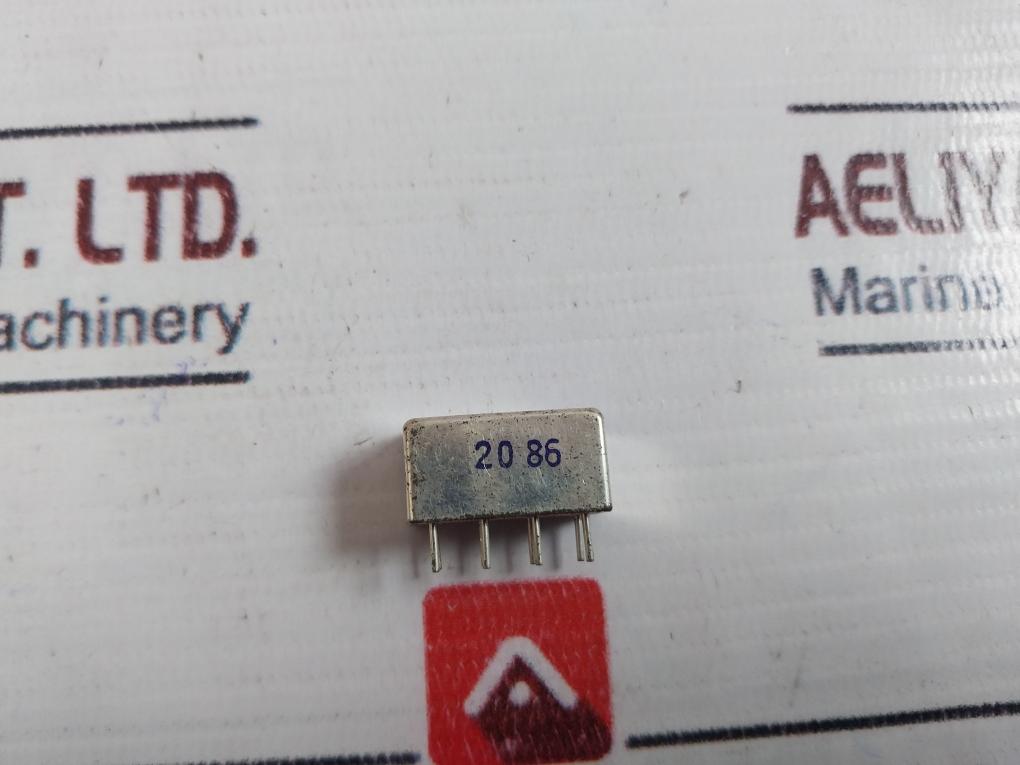 T. LTD.
achinery
AELIY
Marine
20 86